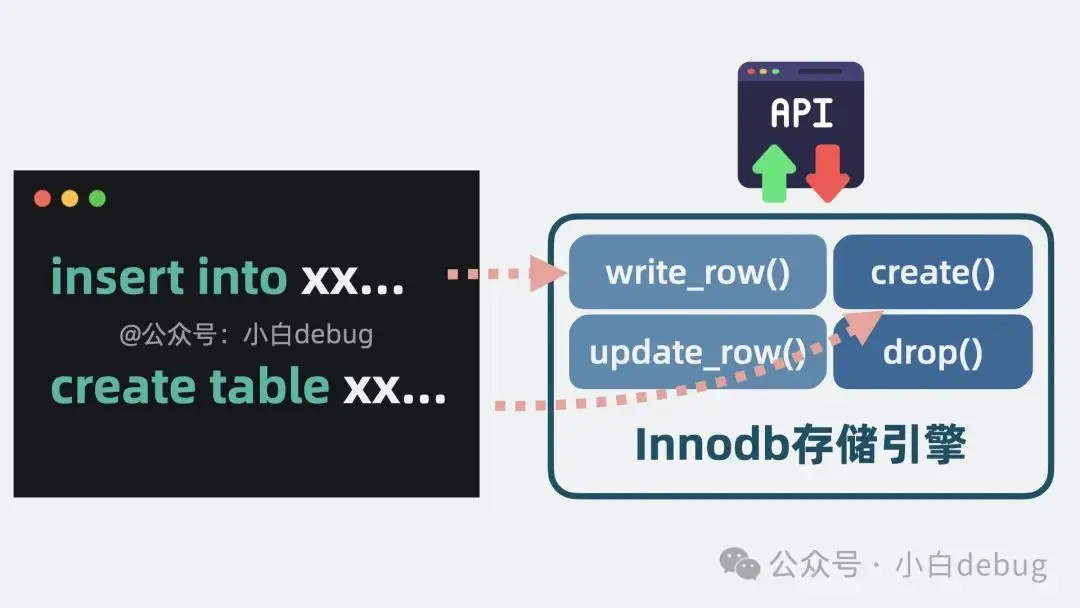 API
insert into xx...
@公众号：小白debug
create table xx...
write_row()
create()
update_row()
drop()
Innodb存储引擎
公众号 · 小白debug